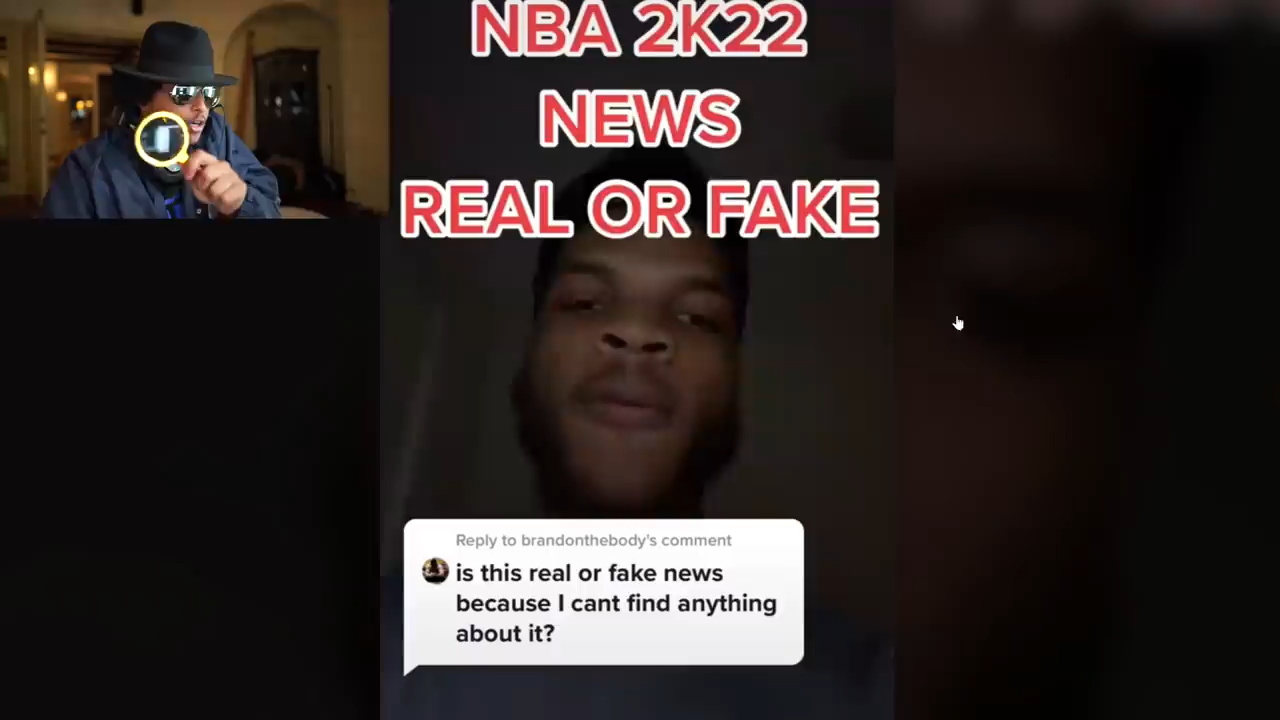 NBA 2K22
NEWS
REAL OR FAKE
Reply to brandonthebody's comment
is this real or fake news
because I cant find anything
about it?